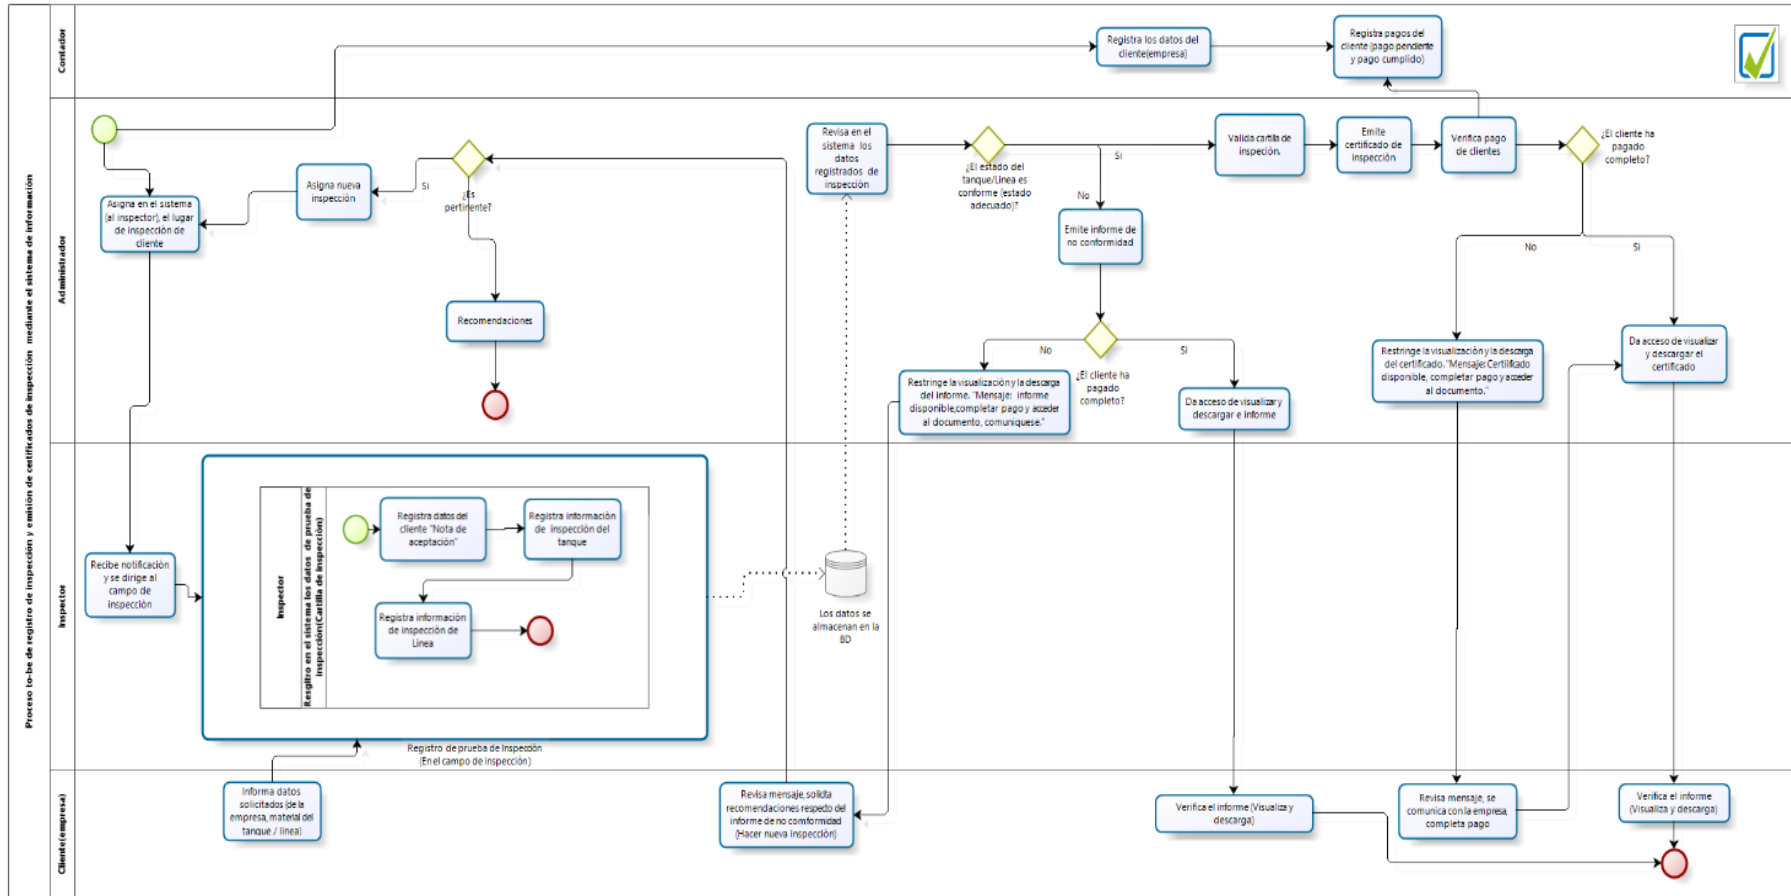 Proceso to-be de registro de inspección y emisión de certificados de inspección mediante el sistema de información
Contador
Registra los datos del
cliente(empresa)
Registra pagos del
cliente (pago pendiente
y pago cumplido)
Administrador
Asigna en el sistema
(al inspector), el lugar
de inspección de
cliente
Asigna nueva
inspección
Si
¿Es
pertinente?
Recomendaciones
Revisa en el
sistema los
datos
registrados de
inspección
¿El estado del
tanque/Linea es
conforme (estado
adecuado)?
Si
No
Valida cartilla de
inspeción.
Emite
certificado de
inspección
Verifica pago
de clientes
¿El cliente ha
pagado
completo?
Emite informe de
no conformidad
No
Si
¿El cliente ha
pagado
completo?
Restringe la visualización y la descarga
del informe. "Mensaje: informe
disponible,completar pago y acceder
al documento, comuniquese."
Da acceso de visualizar y
descargar e informe
No
Si
Restringe la visualización y la descarga
del certificado. "Mensaje: Certificado
disponible, completar pago y acceder
al documento."
Da acceso de visualizar
y descargar el
certificado
Inspector
Recibe notificación
y se dirige al
campo de
inspección
Inspector
Resgitro en el sistema los datos de prueba de
inspección(Cartilla de inspección)
Registra datos del
cliente "Nota de
aceptación"
Registra información
de inspección del
tanque
Registra información
de inspección de
Linea
Registro de prueba de Inspección
(En el campo de inspección)
Los datos se
almacenan en la
BD
Cliente(empresa)
Informa datos
solicitados (de la
empresa, material del
tanque / linea)
Revisa mensaje, solicita
recomendaciones respecto del
informe de no comformidad
(Hacer nueva inspección)
Verifica el informe (Visualiza y
descarga)
Revisa mensaje, se
comunica con la empresa,
completa pago
Verifica el informe
(Visualiza y descarga)